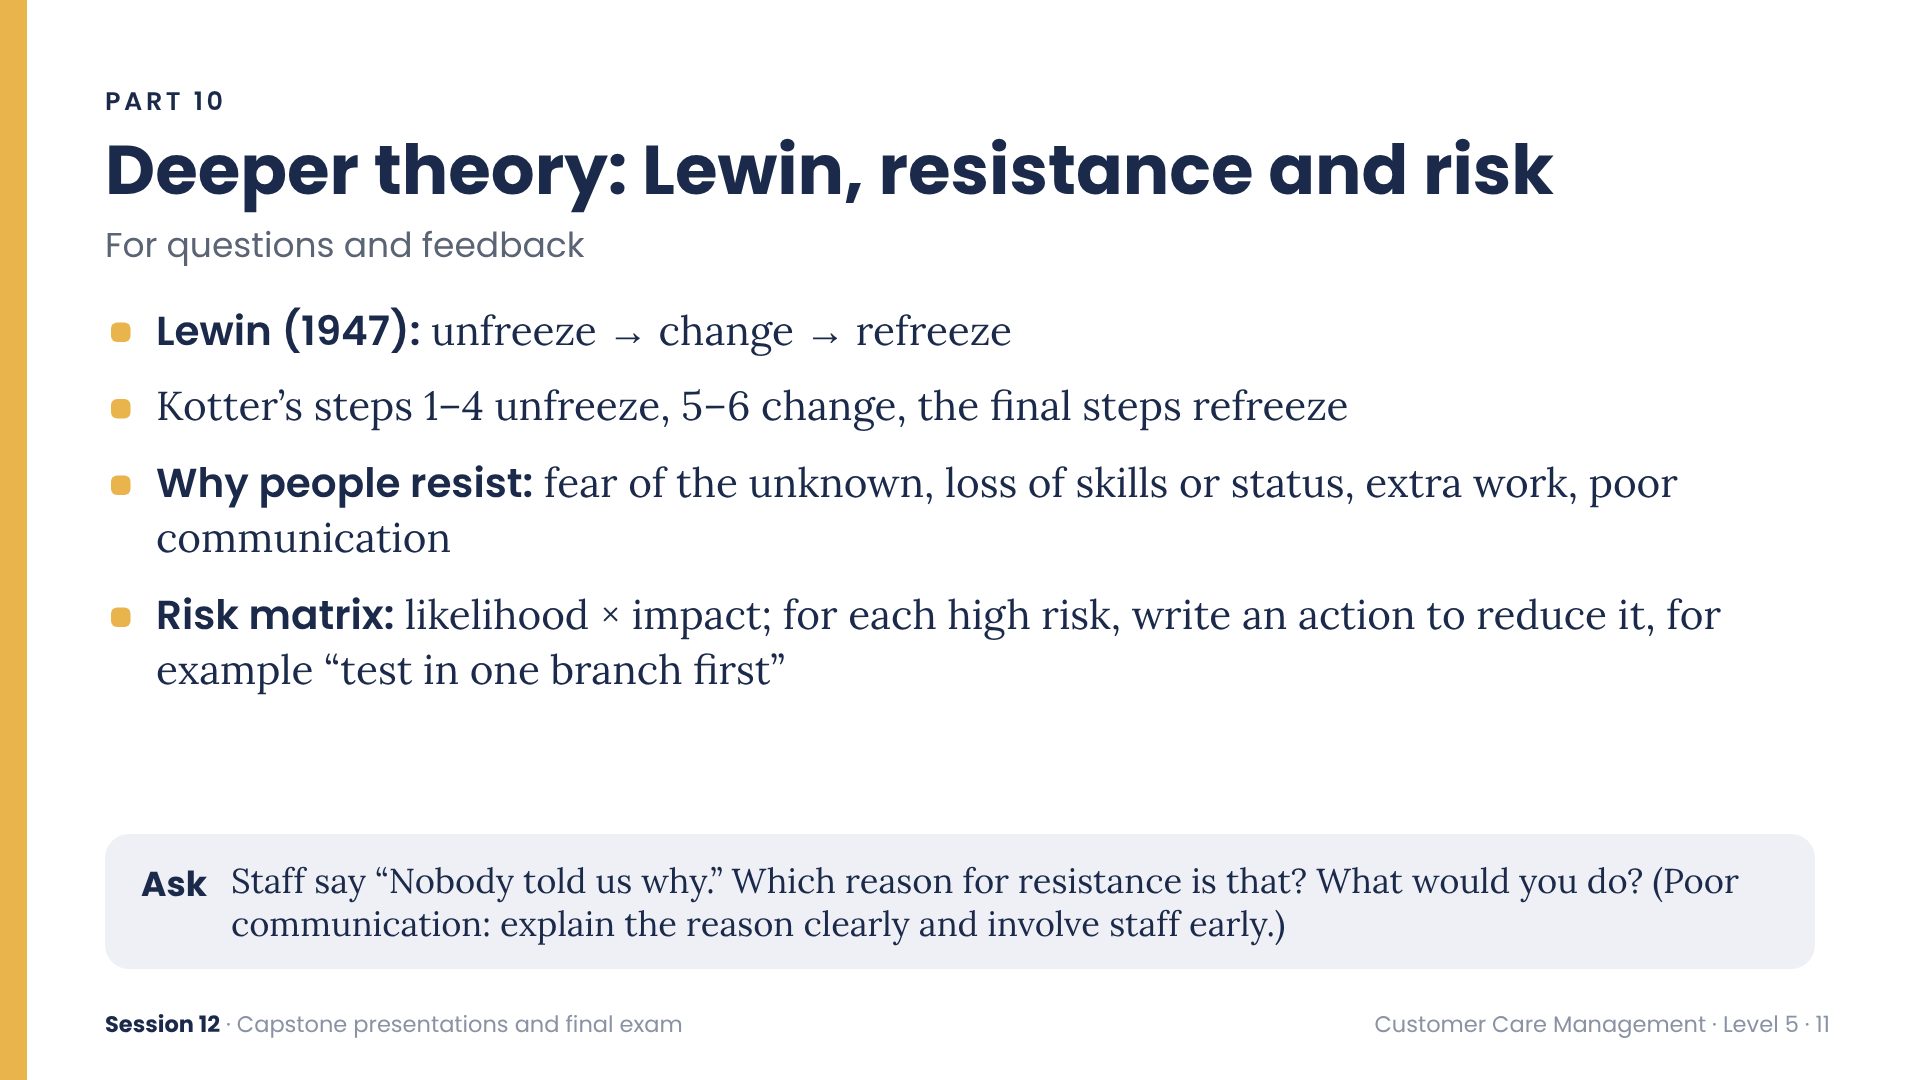 PART 10
Deeper theory: Lewin, resistance and risk
For questions and feedback
Lewin (1947): unfreeze → change → refreeze
Kotter’s steps 1–4 unfreeze, 5–6 change, the final steps refreeze
Why people resist: fear of the unknown, loss of skills or status, extra work, poor
communication
Risk matrix: likelihood × impact; for each high risk, write an action to reduce it, for
example “test in one branch first”
Ask Staff say “Nobody told us why.” Which reason for resistance is that? What would you do? (Poor
communication: explain the reason clearly and involve staff early.)
Session 12 · Capstone presentations and final exam
Customer Care Management · Level 5 · 11